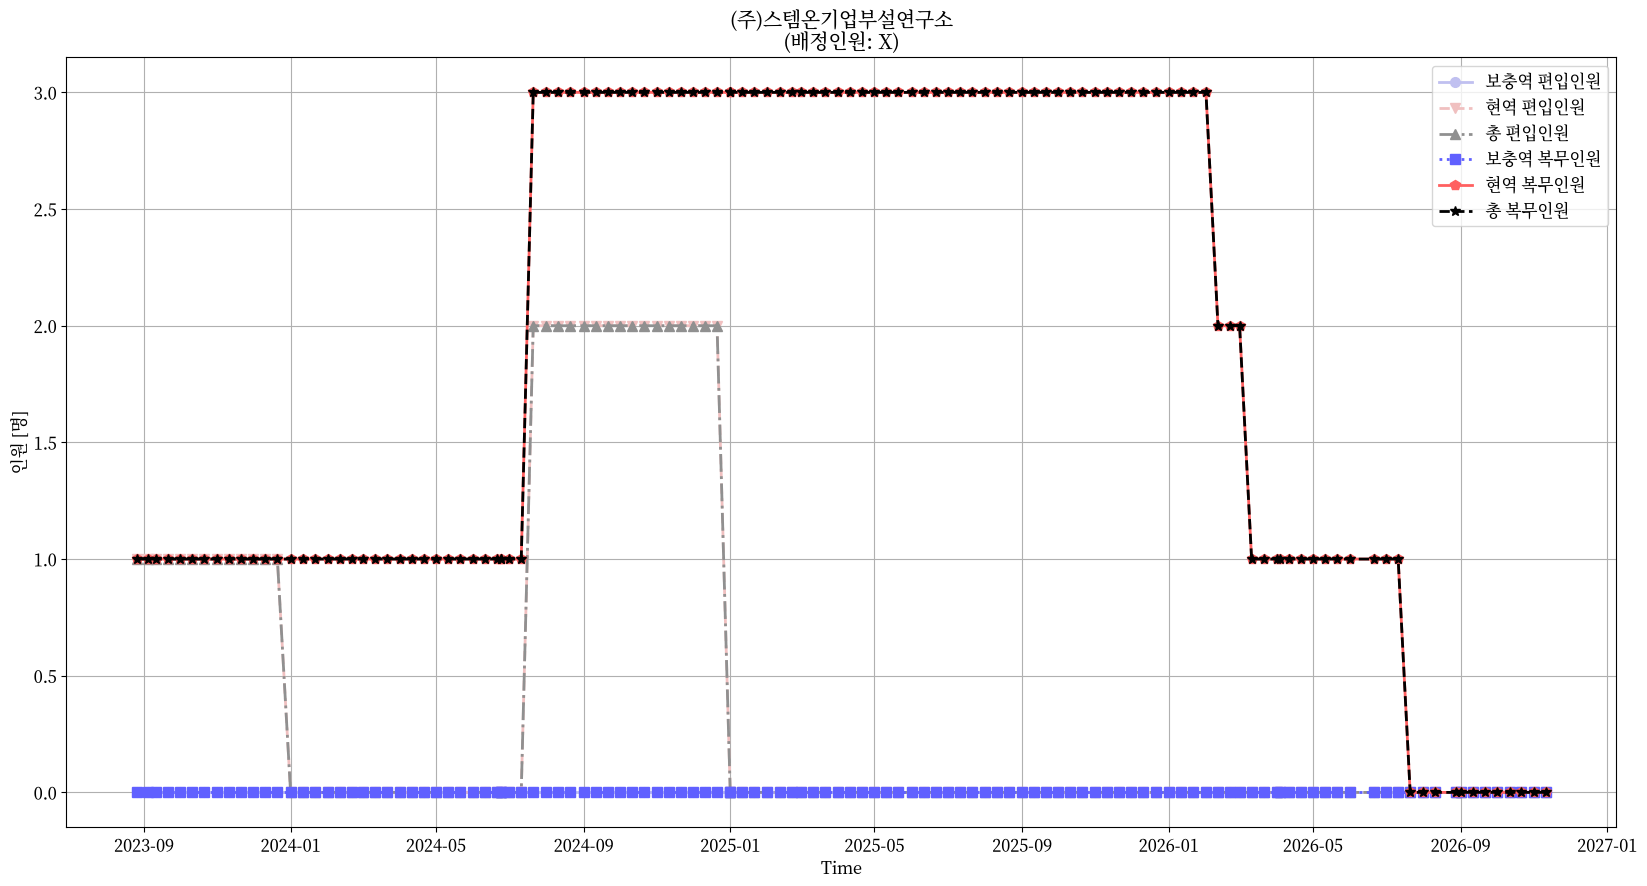 (주)스템온기업부설연구소
(배정인원: X)
인원 [명]
3.0
2.5
2.0
1.5
1.0
0.5
0.0
보충역 편입인원
현역 편입인원
총 편입인원
보충역 복무인원
현역 복무인원
총 복무인원
2023-09
2024-01
2024-05
2024-09
2025-01
2025-05
2025-09
2026-01
2026-05
2026-09
2027-01
Time